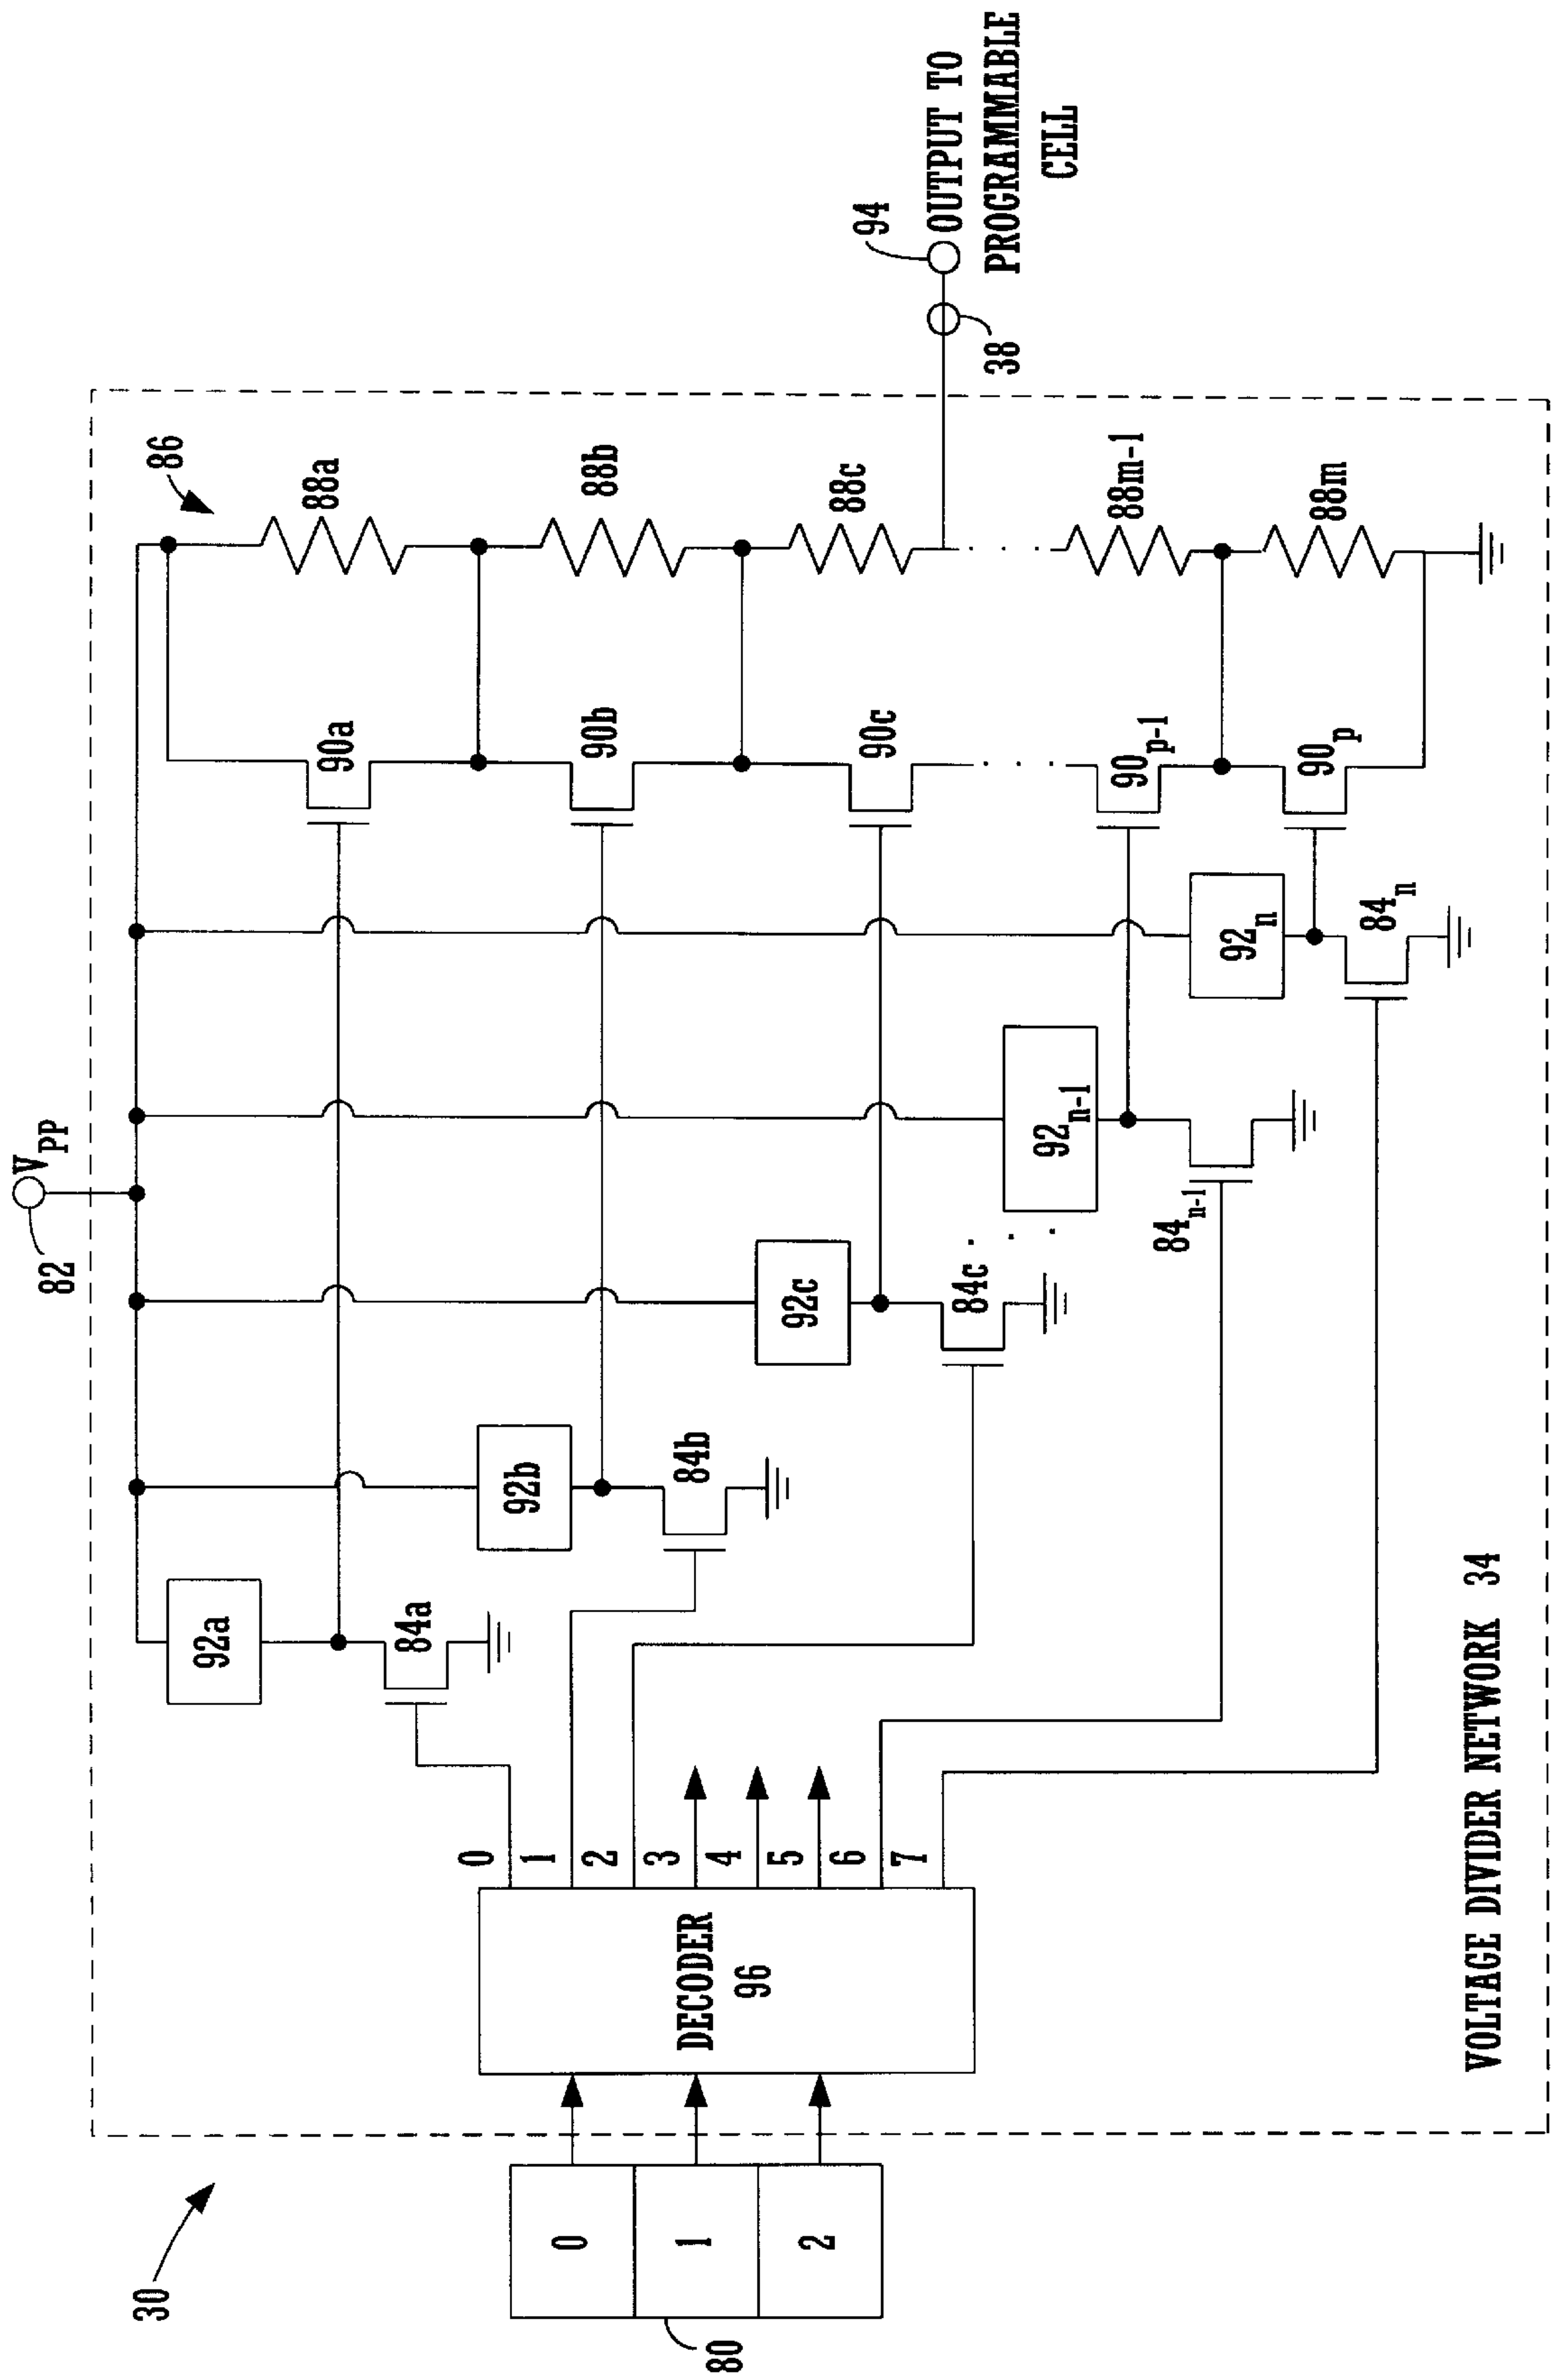 30
82
V PP
86
92a
92b
92c
92n-1
92n
84a
84b
84c
84n-1
84n
90a
90b
90c
90p-1
90p
88a
88b
88c
88m-1
88m
94
38
OUTPUT TO
PROGRAMMABLE
CELL
0
1
2
80
DECODER
96
0
1
2
3
4
5
6
7
VOLTAGE DIVIDER NETWORK 34